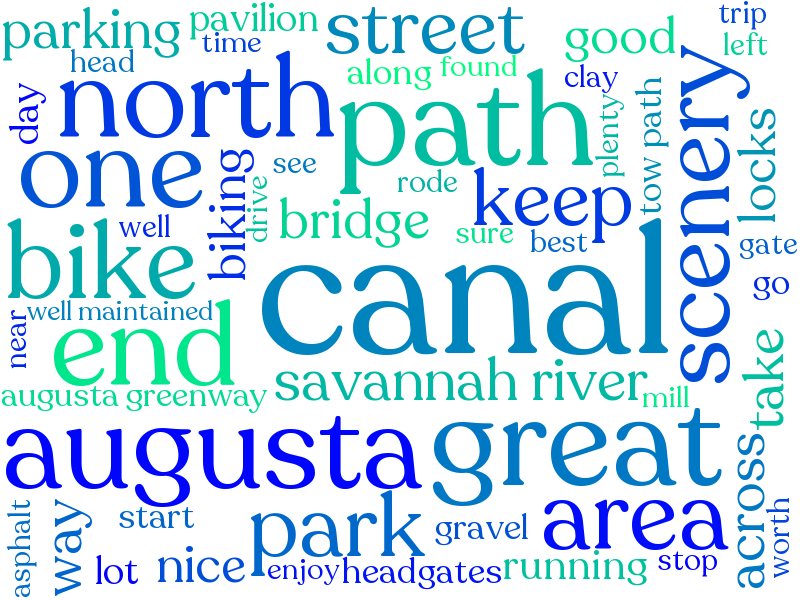 parking
pavilion
street
good
trip
left
time
head
north
along
found
clay
day
path
plenty
tow path
scenery
locks
one
biking
see
drive
rode
keep
bridge
well
sure
best
bike
gate
go
canal
well maintained
near
end
savannah river
augusta greenway
mill
take
augusta
great
across
worth
asphalt
way
start
park
gravel
area
lot
nice
enjoy
headgates
running
stop